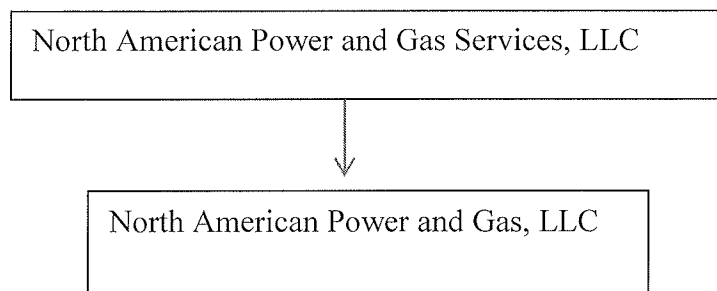 North American Power and Gas Services, LLC
North American Power and Gas, LLC